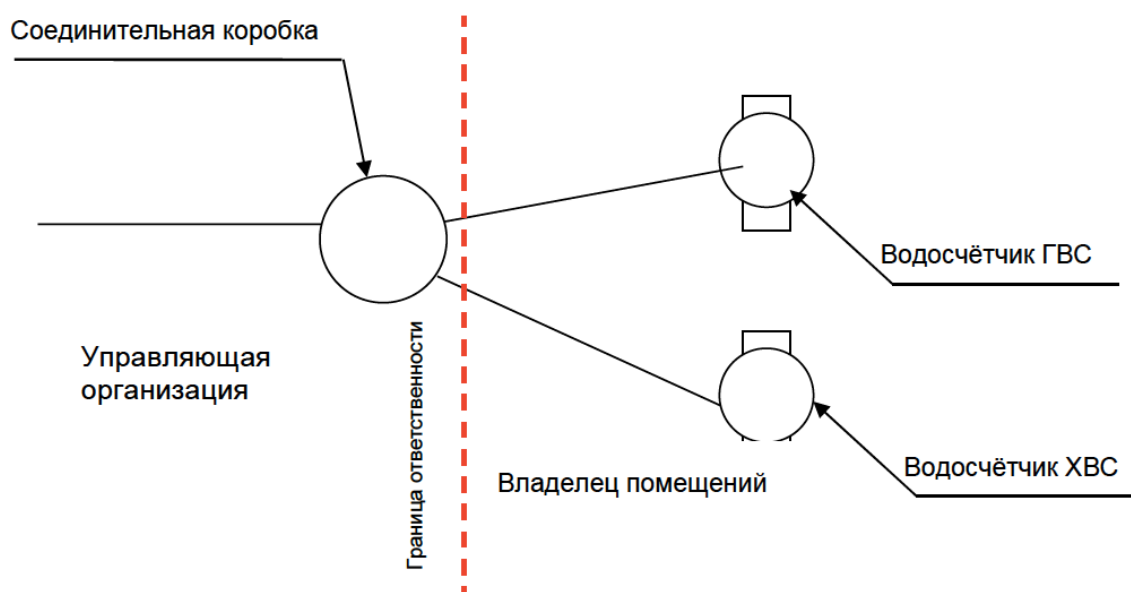 Соединительная коробка
Водосчётчик ГВС
Управляющая
организация
Граница ответственности
Владелец помещений
Водосчётчик ХВС